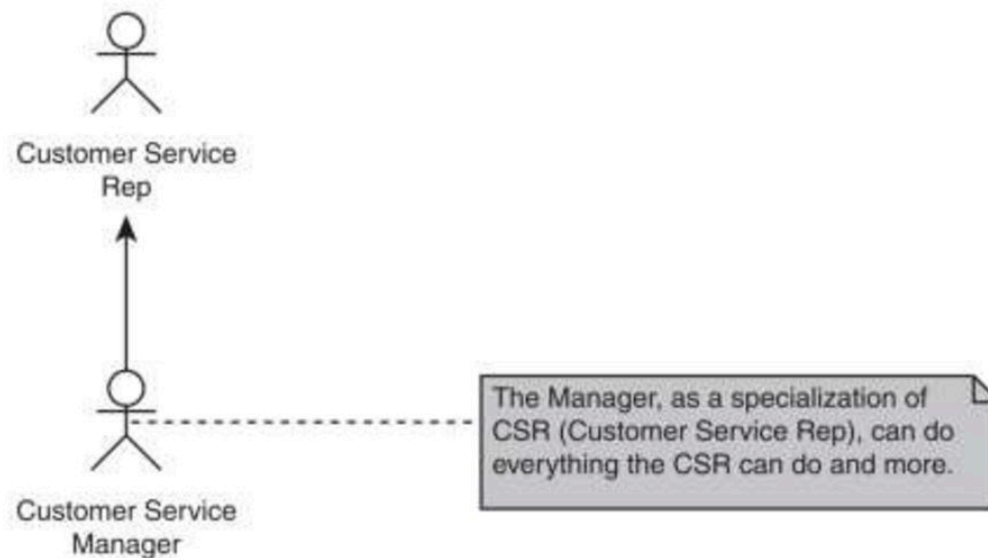 Customer Service
Rep
The Manager, as a specialization of
CSR (Customer Service Rep), can do
everything the CSR can do and more.
Customer Service
Manager